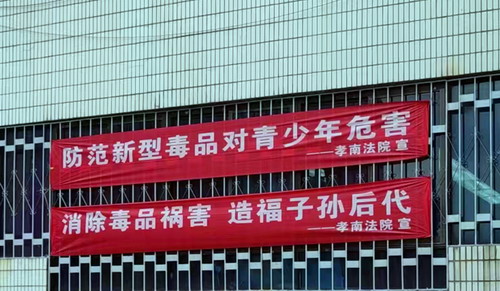 防范新型毒品对青少年危害
——孝南法院 宣
消除毒品祸害 造福子孙后代
——孝南法院 宣